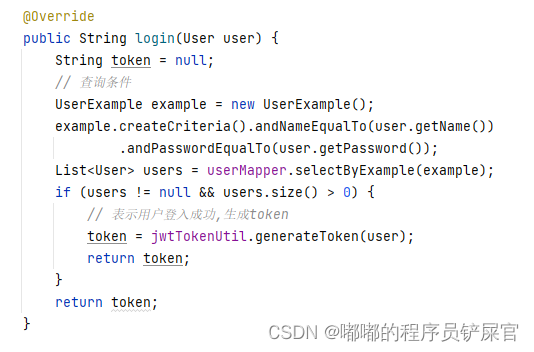 @Override
public String login(User user) {
    String token = null;
    // 查询条件
    UserExample example = new UserExample();
    example.createCriteria().andNameEqualTo(user.getName())
            .andPasswordEqualTo(user.getPassword());
    List<User> users = userMapper.selectByExample(example);
    if (users != null && users.size() > 0) {
        // 表示用户登入成功,生成token
        token = jwtTokenUtil.generateToken(user);
        return token;
    }
    return token;
}
CSDN @嘟嘟的程序员铲屎官